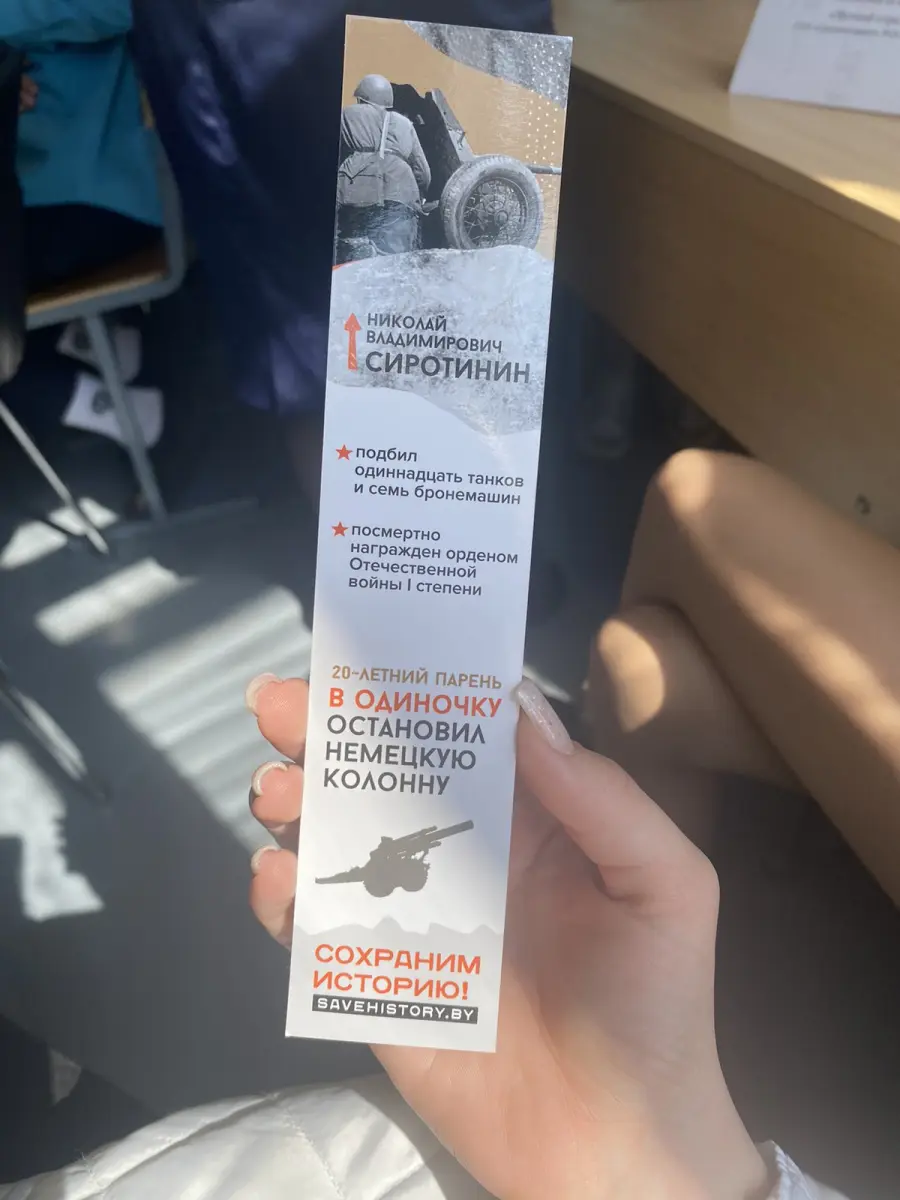 НИКОЛАЙ
ВЛАДИМИРОВИЧ
СИРОТИНИН
подбил
одиннадцать танков
и семь бронемашин
посмертно
награжден орденом
Отечественной
войны I степени
20-ЛЕТНИЙ ПАРЕНЬ
В ОДИНОЧКУ
ОСТАНОВИЛ
НЕМЕЦКУЮ
КОЛОННУ
СОХРАНИМ
ИСТОРИЮ!
SAVEHISTORY.BY